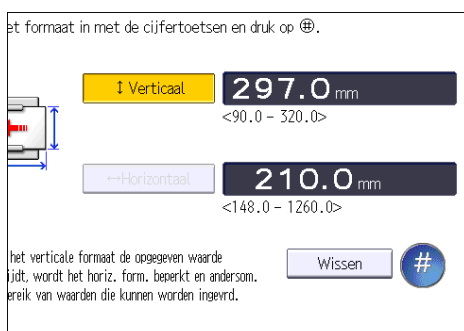 et formaat in met de cijfertoetsen en druk op ⊕.
↕ Verticaal
297.0 mm
<90.0 - 320.0>
↔Horizontaal
210.0 mm
<148.0 - 1260.0>
het verticale formaat de opgegeven waarde
ijdt, wordt het horiz. form. beperkt en andersom.
ereik van waarden die kunnen worden ingevrd.
Wissen
#